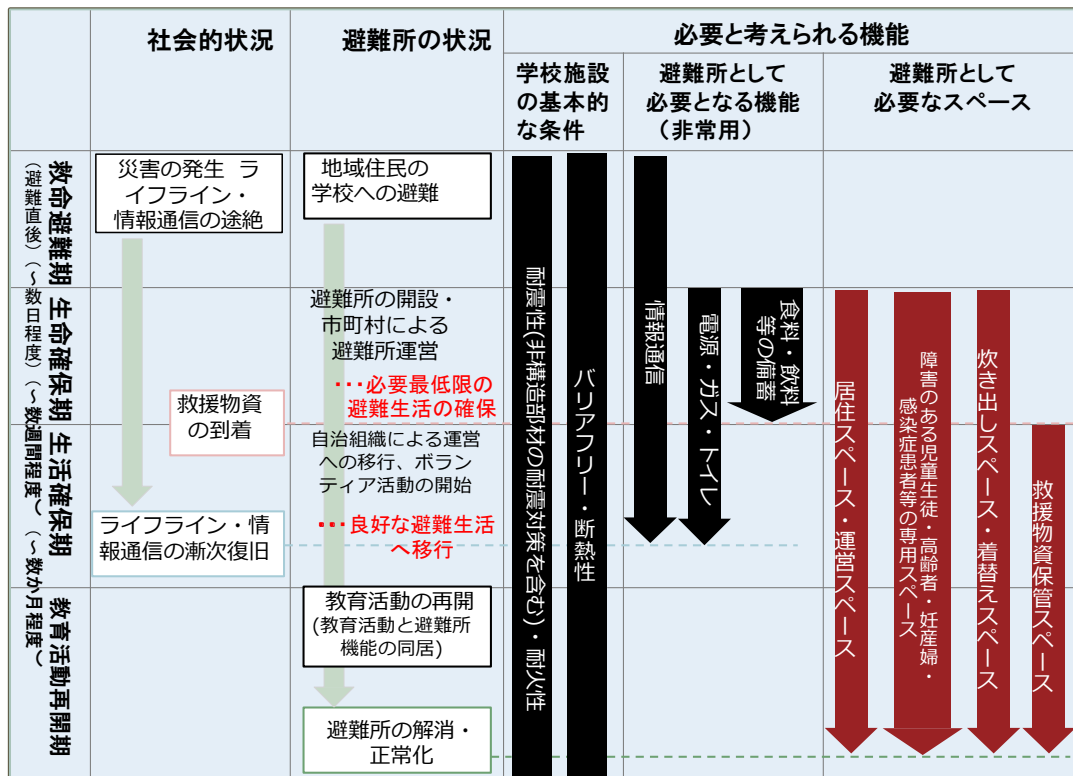 社会的状況
避難所の状況
必要と考えられる機能
学校施設
の基本的
な条件
避難所として
必要となる機能
（非常用）
避難所として
必要なスペース
救命避難期
（避難直後）
生命確保期
（～数日程度）
生活確保期
（～数週間程度）
教育活動再開期
（～数か月程度）
災害の発生 ラ
イフライン・
情報通信の途絶
救援物資
の到着
ライフライン・情
報通信の漸次復旧
地域住民の
学校への避難
避難所の開設・
市町村による
避難所運営
･･･必要最低限の
避難生活の確保
自治組織による運営
への移行、ボラン
ティア活動の開始
･･･良好な避難生活
へ移行
教育活動の再開
(教育活動と避難所
機能の同居)
避難所の解消・
正常化
耐震性(非構造部材の耐震対策を含む)・耐火性
バリアフリー・断熱性
情報通信
電源・ガス・トイレ
食料・飲料
等の備蓄
居住スペース・運営スペース
障害のある児童生徒・高齢者・妊産婦・
感染症患者等の専用スペース
炊き出しスペース・着替えスペース
救援物資保管スペース